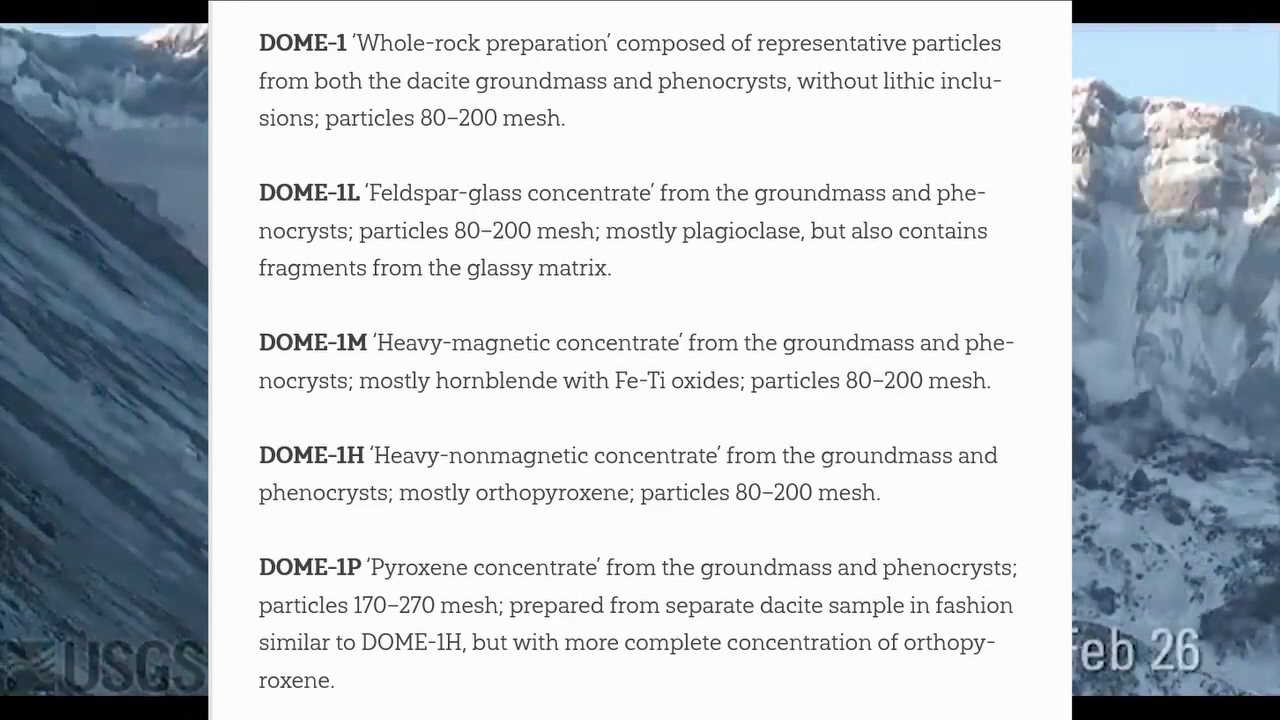 DOME-1 ‘Whole-rock preparation’ composed of representative particles
from both the dacite groundmass and phenocrysts, without lithic inclu-
sions; particles 80–200 mesh.
DOME-1L ‘Feldspar-glass concentrate’ from the groundmass and phe-
nocrysts; particles 80–200 mesh; mostly plagioclase, but also contains
fragments from the glassy matrix.
DOME-1M ‘Heavy-magnetic concentrate’ from the groundmass and phe-
nocrysts; mostly hornblende with Fe-Ti oxides; particles 80–200 mesh.
DOME-1H ‘Heavy-nonmagnetic concentrate’ from the groundmass and
phenocrysts; mostly orthopyroxene; particles 80–200 mesh.
DOME-1P ‘Pyroxene concentrate’ from the groundmass and phenocrysts;
particles 170–270 mesh; prepared from separate dacite sample in fashion
similar to DOME-1H, but with more complete concentration of orthopy-
roxene.
USGS
eb 26